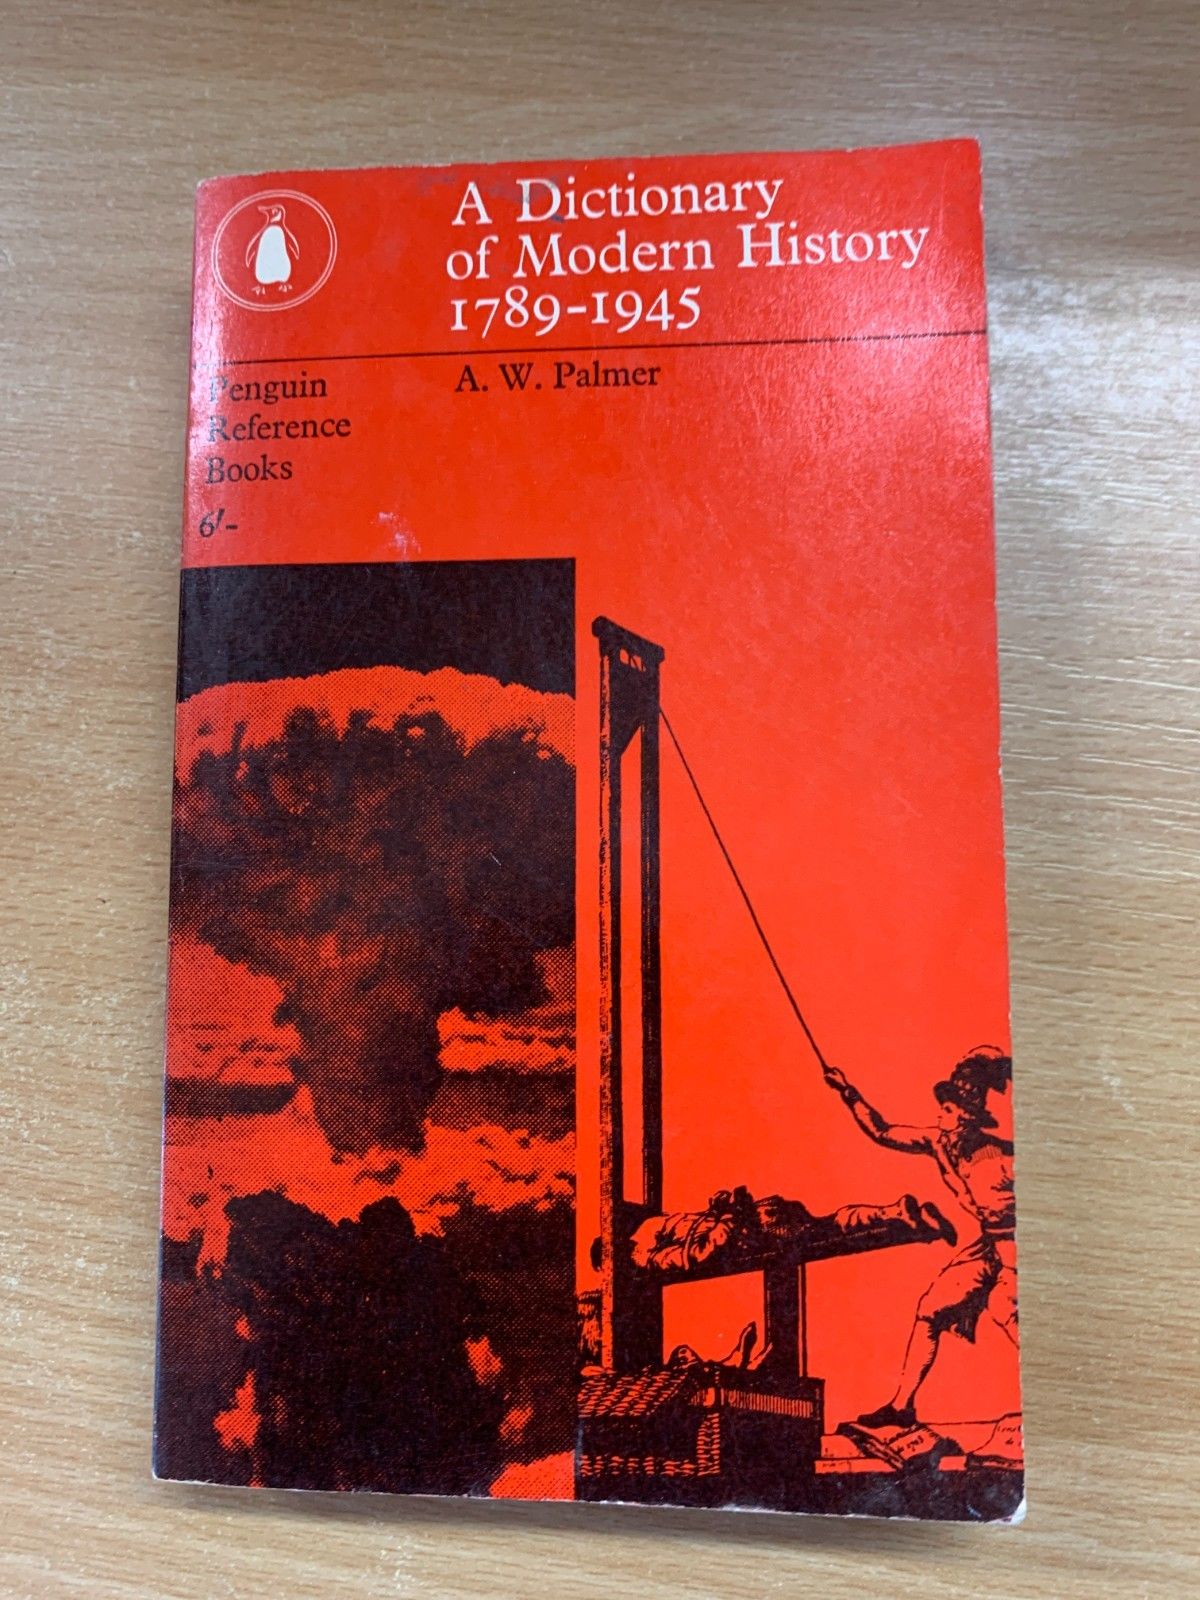 A Dictionary
of Modern History
1789-1945
A. W. Palmer
Penguin
Reference
Books
6/-